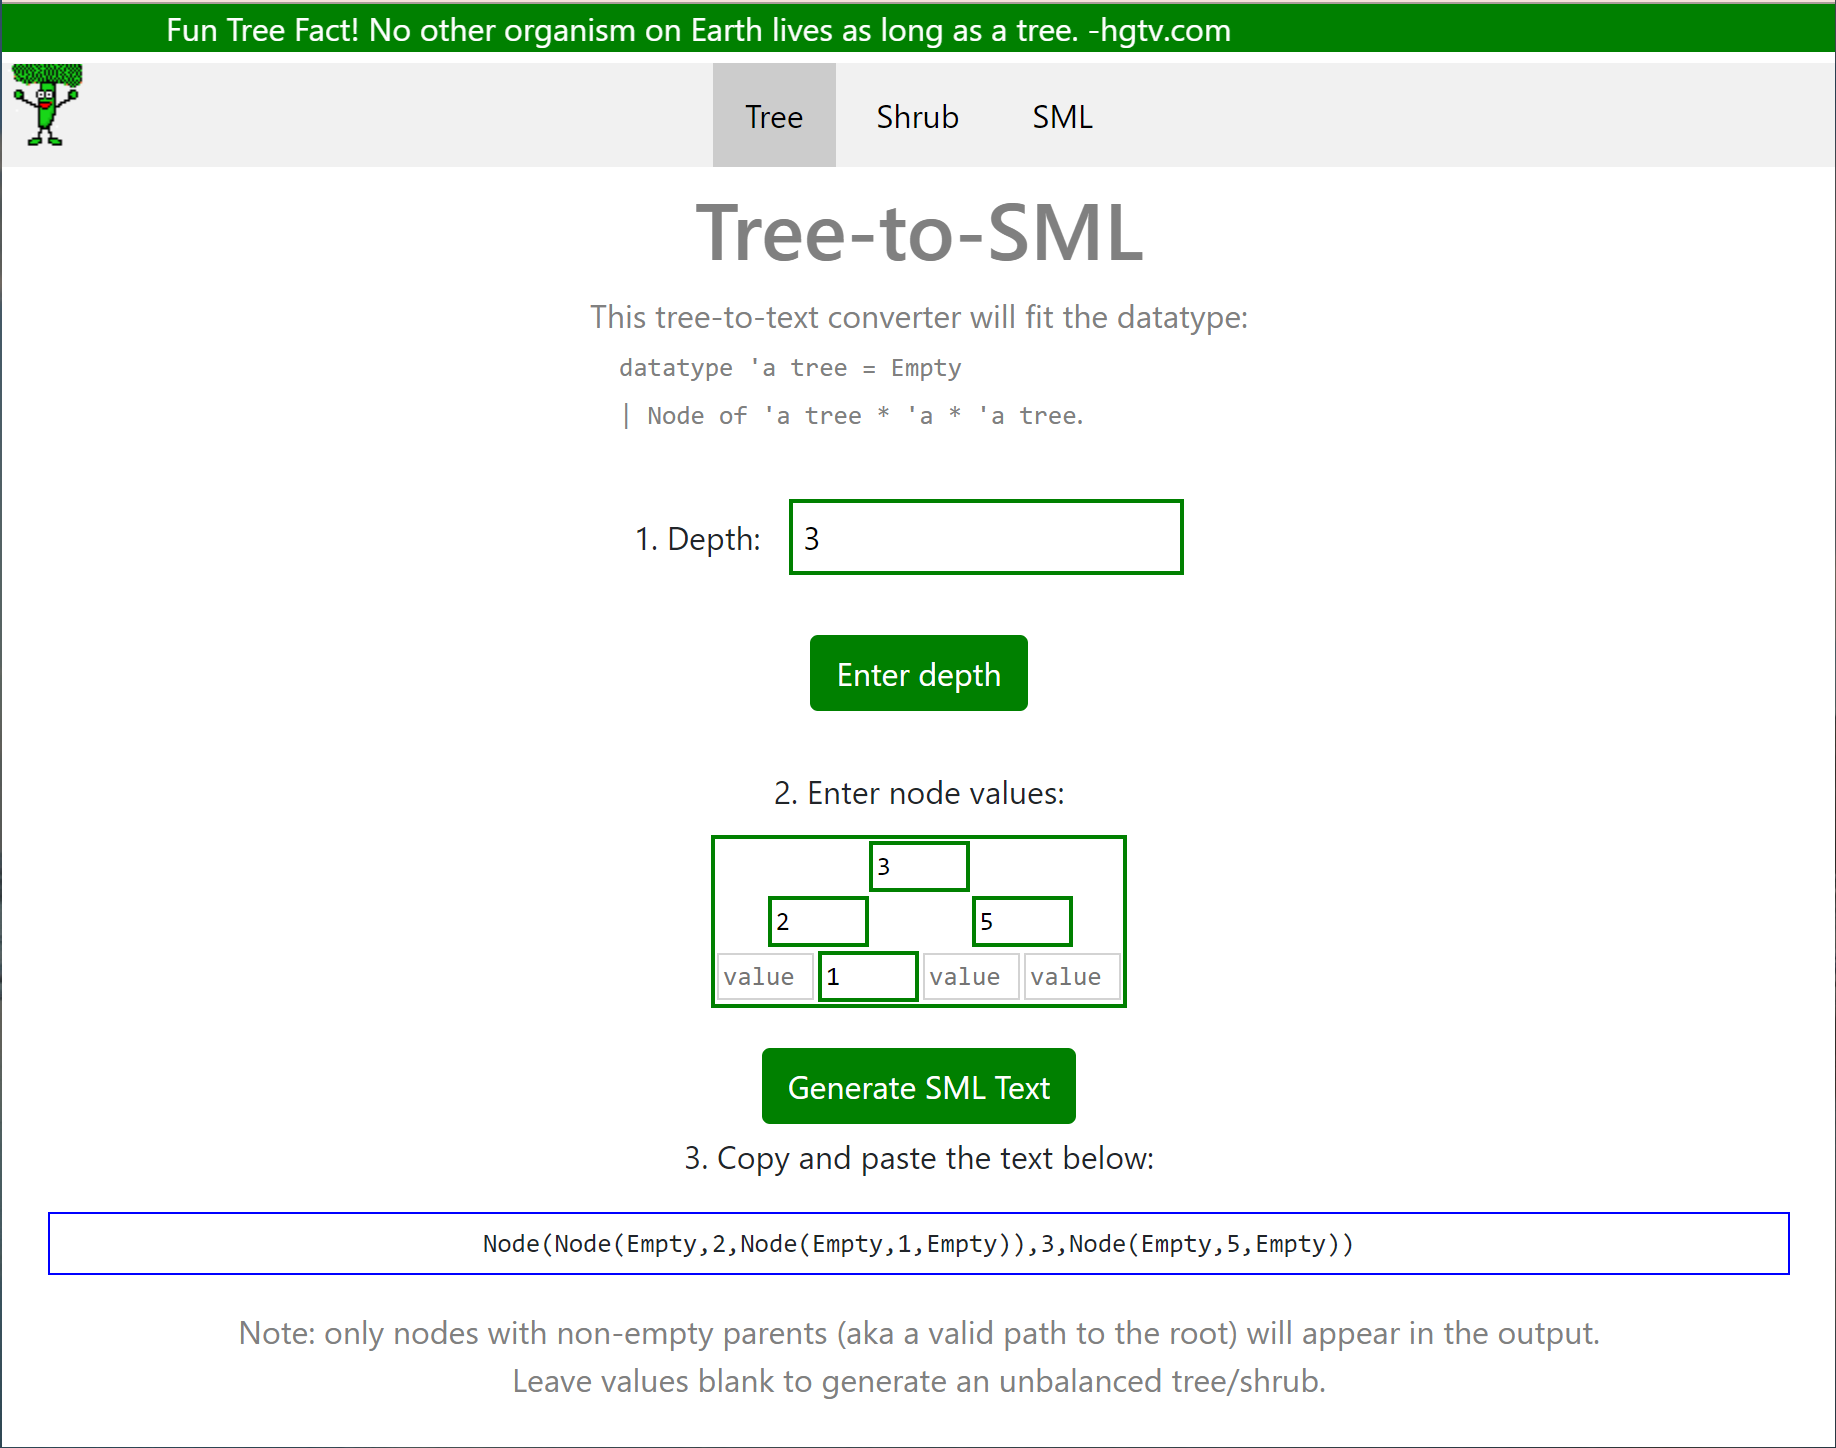 Fun Tree Fact! No other organism on Earth lives as long as a tree. -hgtv.com
Tree Shrub SML
Tree-to-SML
This tree-to-text converter will fit the datatype:
datatype 'a tree = Empty
| Node of 'a tree * 'a * 'a tree.
1. Depth: 3
Enter depth
2. Enter node values:
3
2 5
value 1 value value
Generate SML Text
3. Copy and paste the text below:
Node(Node(Empty,2,Node(Empty,1,Empty)),3,Node(Empty,5,Empty))
Note: only nodes with non-empty parents (aka a valid path to the root) will appear in the output.
Leave values blank to generate an unbalanced tree/shrub.